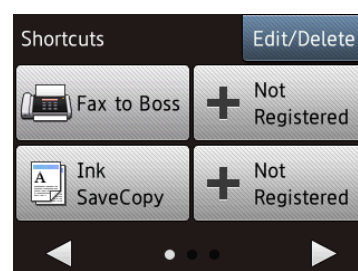 Shortcuts
Edit/Delete
Fax to Boss
Not
Registered
A
Ink
SaveCopy
Not
Registered